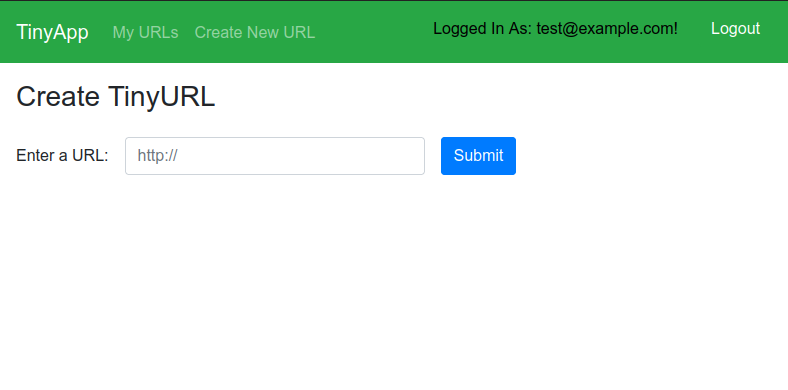 TinyApp My URLs Create New URL Logged In As: test@example.com! Logout
Create TinyURL
Enter a URL: http:// Submit